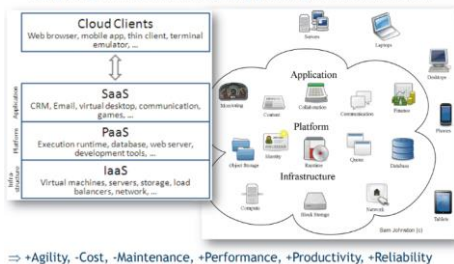 Cloud Clients
Web browser, mobile app, thin client, terminal
emulator, ...
Application
SaaS
CRM, Email, virtual desktop, communication,
games, ...
Platform
PaaS
Execution runtime, database, web server,
development tools, ...
Infra
structure
IaaS
Virtual machines, servers, storage, load
balancers, network, ...
Servers
Laptops
Desktops
Application
Monitoring
Content
Collaboration
Communication
Finance
Platform
Phones
Object Storage
Identity
Runtime
Queue
Database
Infrastructure
Compute
Block Storage
Network
Tablets
Sam Johnston (c)
⇒ +Agility, -Cost, -Maintenance, +Performance, +Productivity, +Reliability